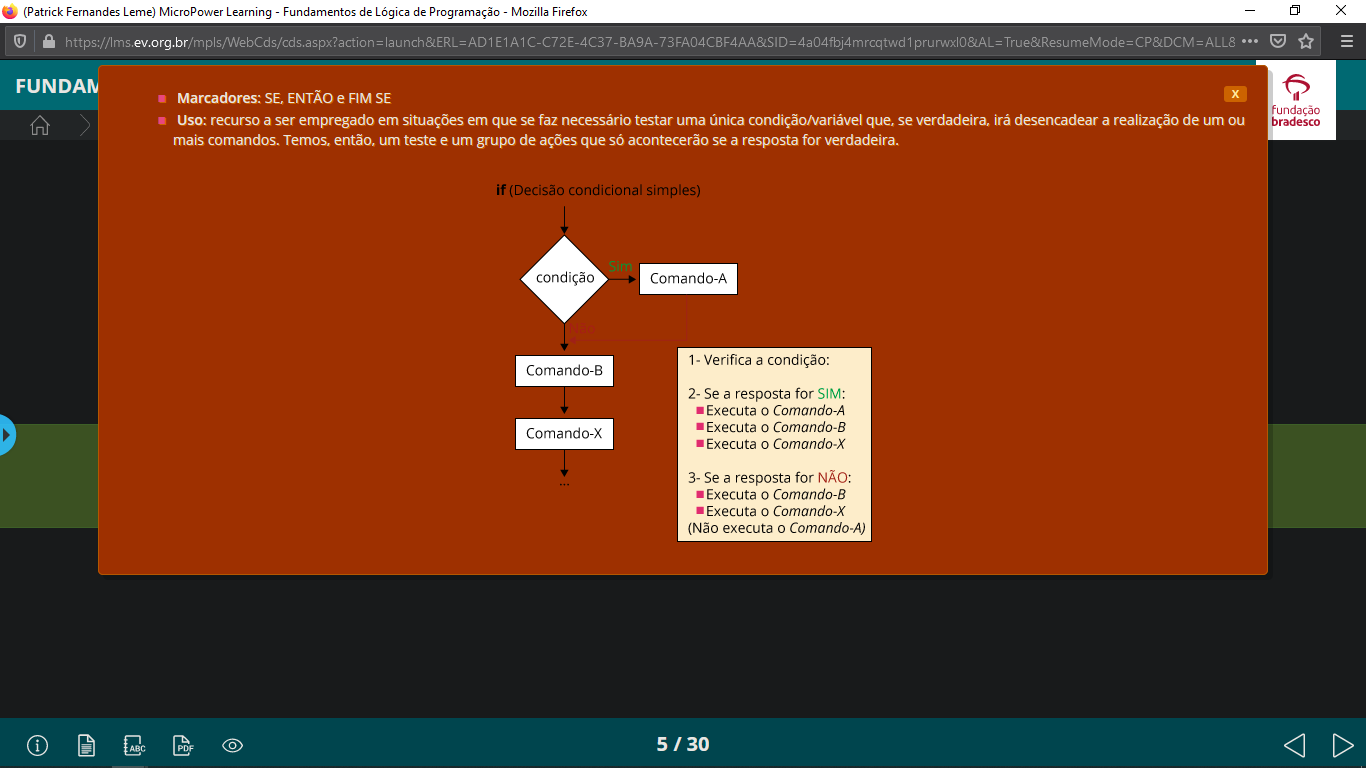 (Patrick Fernandes Leme) MicroPower Learning - Fundamentos de Lógica de Programação - Mozilla Firefox
https://lms.ev.org.br/mpls/WebCds/cds.aspx?action=launch&ERL=AD1E1A1C-C72E-4C37-BA9A-73FA04CBF4AA&SID=4a04fbj4mrcqtwd1prurwxl0&AL=True&ResumeMode=CP&DCM=ALL&
FUNDAM
fundação
bradesco
X
Marcadores: SE, ENTÃO e FIM SE
Uso: recurso a ser empregado em situações em que se faz necessário testar uma única condição/variável que, se verdadeira, irá desencadear a realização de um ou
mais comandos. Temos, então, um teste e um grupo de ações que só acontecerão se a resposta for verdadeira.
if (Decisão condicional simples)
condição
Sim
Comando-A
Não
Comando-B
Comando-X
...
1- Verifica a condição:
2- Se a resposta for SIM:
Executa o Comando-A
Executa o Comando-B
Executa o Comando-X
3- Se a resposta for NÃO:
Executa o Comando-B
Executa o Comando-X
(Não executa o Comando-A)
ABC
PDF
5 / 30